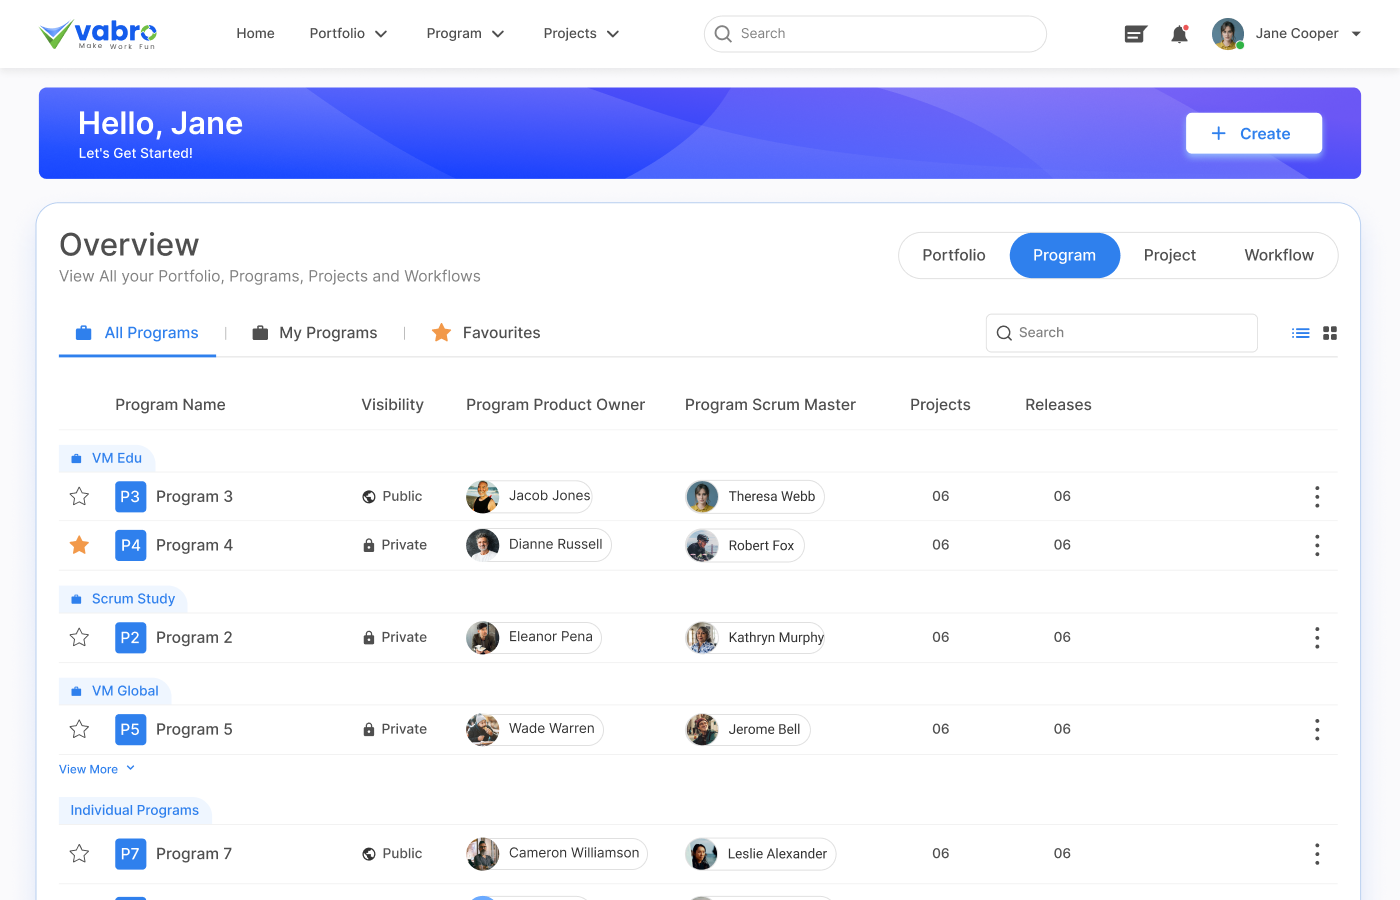 vabro
Make Work Fun
Home Portfolio Program Projects Search Jane Cooper
Hello, Jane
Let's Get Started!
Create
Overview
View All your Portfolio, Programs, Projects and Workflows
Portfolio Program Project Workflow
All Programs | My Programs | Favourites Search
Program Name Visibility Program Product Owner Program Scrum Master Projects Releases
VM Edu
P3 Program 3 Public Jacob Jones Theresa Webb 06 06
P4 Program 4 Private Dianne Russell Robert Fox 06 06
Scrum Study
P2 Program 2 Private Eleanor Pena Kathryn Murphy 06 06
VM Global
P5 Program 5 Private Wade Warren Jerome Bell 06 06
View More
Individual Programs
P7 Program 7 Public Cameron Williamson Leslie Alexander 06 06